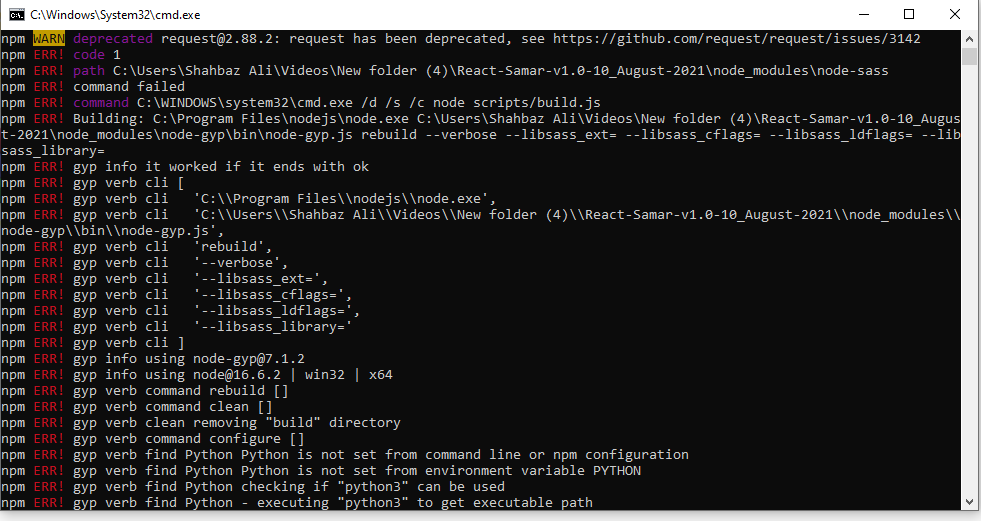 C:\Windows\System32\cmd.exe
npm WARN deprecated request@2.88.2: request has been deprecated, see https://github.com/request/request/issues/3142
npm ERR! code 1
npm ERR! path C:\Users\Shahbaz Ali\Videos\New folder (4)\React-Samar-v1.0-10_August-2021\node_modules\node-sass
npm ERR! command failed
npm ERR! command C:\WINDOWS\system32\cmd.exe /d /s /c node scripts/build.js
npm ERR! Building: C:\Program Files\nodejs\node.exe C:\Users\Shahbaz Ali\Videos\New folder (4)\React-Samar-v1.0-10_Augus
t-2021\node_modules\node-gyp\bin\node-gyp.js rebuild --verbose --libsass_ext= --libsass_cflags= --libsass_ldflags= --lib
sass_library=
npm ERR! gyp info it worked if it ends with ok
npm ERR! gyp verb cli [
npm ERR! gyp verb cli   'C:\\Program Files\\nodejs\\node.exe',
npm ERR! gyp verb cli   'C:\\Users\\Shahbaz Ali\\Videos\\New folder (4)\\React-Samar-v1.0-10_August-2021\\node_modules\\
node-gyp\\bin\\node-gyp.js',
npm ERR! gyp verb cli   'rebuild',
npm ERR! gyp verb cli   '--verbose',
npm ERR! gyp verb cli   '--libsass_ext=',
npm ERR! gyp verb cli   '--libsass_cflags=',
npm ERR! gyp verb cli   '--libsass_ldflags=',
npm ERR! gyp verb cli   '--libsass_library='
npm ERR! gyp verb cli ]
npm ERR! gyp info using node-gyp@7.1.2
npm ERR! gyp info using node@16.6.2 | win32 | x64
npm ERR! gyp verb command rebuild []
npm ERR! gyp verb command clean []
npm ERR! gyp verb clean removing "build" directory
npm ERR! gyp verb command configure []
npm ERR! gyp verb find Python Python is not set from command line or npm configuration
npm ERR! gyp verb find Python Python is not set from environment variable PYTHON
npm ERR! gyp verb find Python checking if "python3" can be used
npm ERR! gyp verb find Python - executing "python3" to get executable path